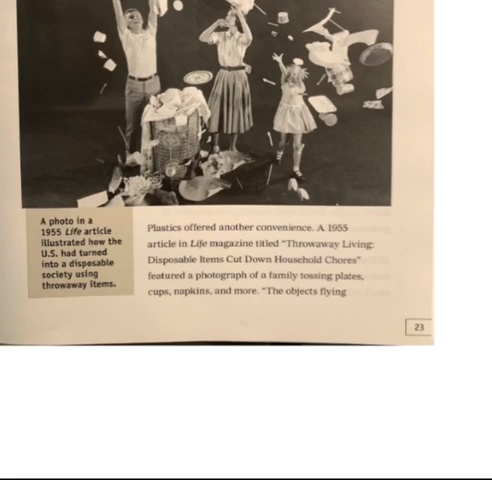 A photo in a
1955 Life article
illustrated how the
U.S. had turned
into a disposable
society using
throwaway items.
Plastics offered another convenience. A 1955
article in Life magazine titled "Throwaway Living:
Disposable Items Cut Down Household Chores"
featured a photograph of a family tossing plates,
cups, napkins, and more. "The objects flying
23